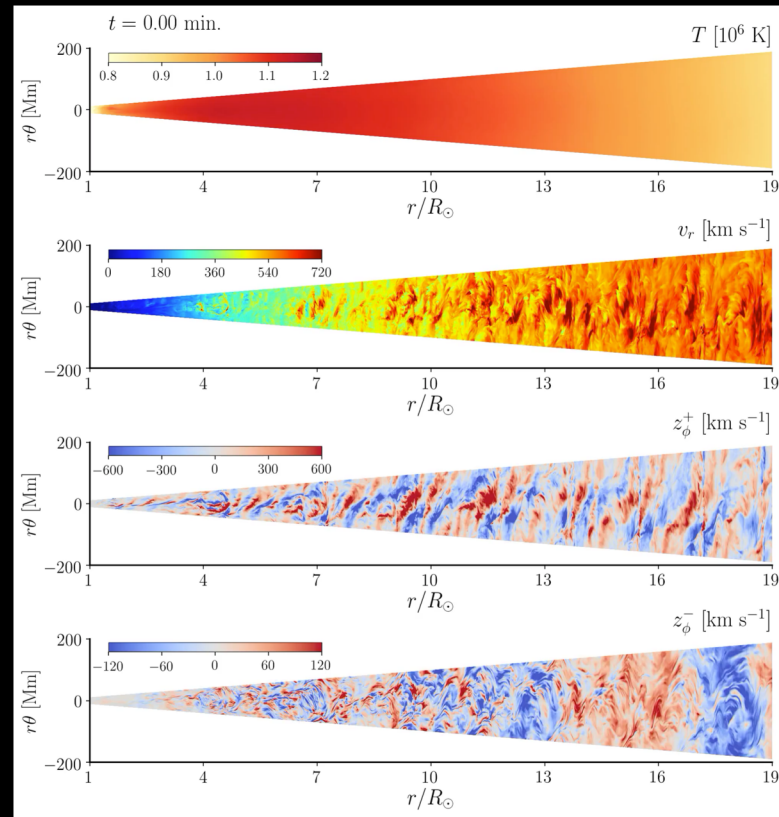 t = 0.00 min.
T [10⁶ K]
0.8 0.9 1.0 1.1 1.2
200
0
−200
rθ [Mm]
1 4 7 10 13 16 19
r/R⊙
v_r [km s⁻¹]
0 180 360 540 720
200
0
−200
rθ [Mm]
1 4 7 10 13 16 19
r/R⊙
z_ϕ⁺ [km s⁻¹]
−600 −300 0 300 600
200
0
−200
rθ [Mm]
1 4 7 10 13 16 19
r/R⊙
z_ϕ⁻ [km s⁻¹]
−120 −60 0 60 120
200
0
−200
rθ [Mm]
1 4 7 10 13 16 19
r/R⊙